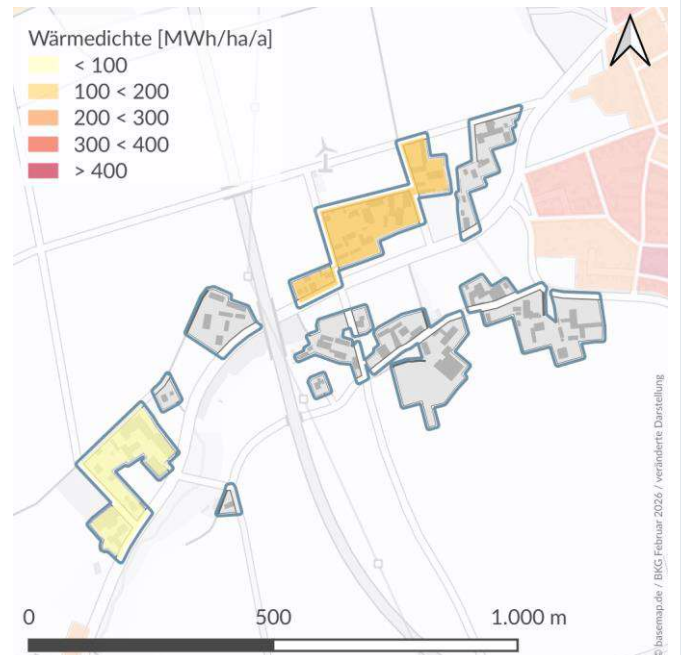 Wärmedichte [MWh/ha/a]
< 100
100 < 200
200 < 300
300 < 400
> 400
© basemap.de / BKG Februar 2026 / veränderte Darstellung
0 500 1.000 m